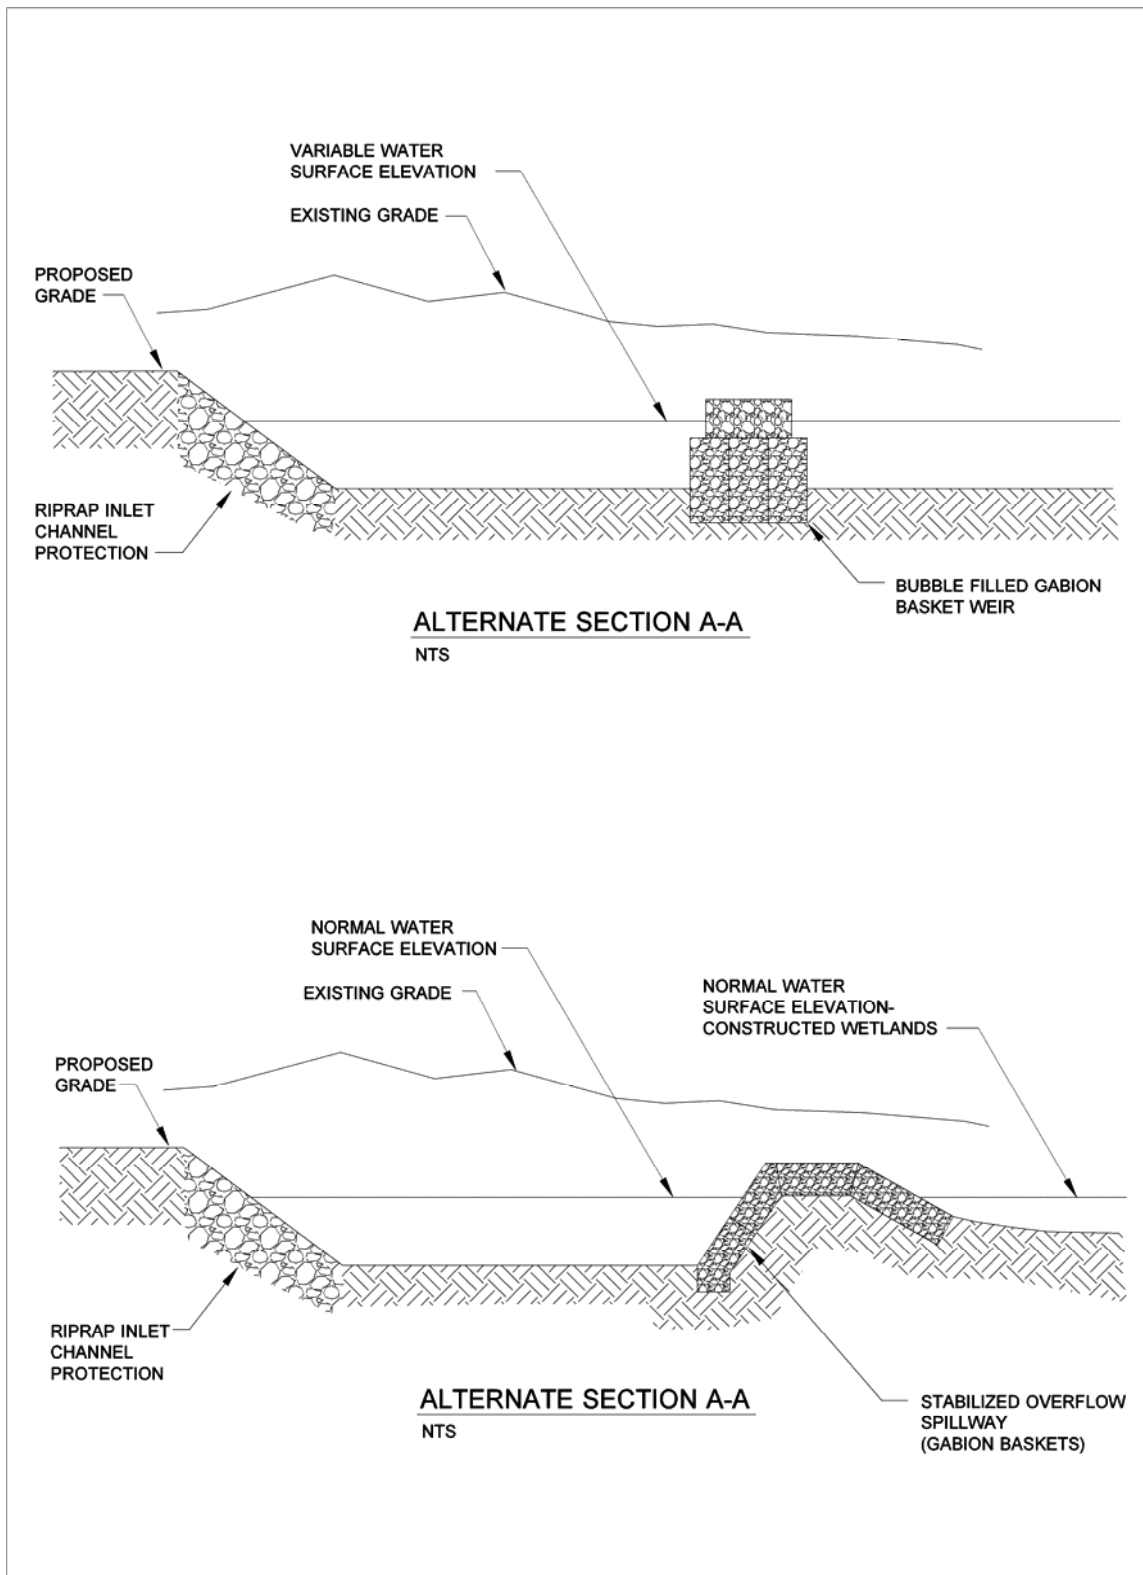 VARIABLE WATER
SURFACE ELEVATION
EXISTING GRADE
PROPOSED
GRADE
RIPRAP INLET
CHANNEL
PROTECTION
BUBBLE FILLED GABION
BASKET WEIR
ALTERNATE SECTION A-A
NTS
NORMAL WATER
SURFACE ELEVATION
EXISTING GRADE
NORMAL WATER
SURFACE ELEVATION-
CONSTRUCTED WETLANDS
PROPOSED
GRADE
RIPRAP INLET
CHANNEL
PROTECTION
STABILIZED OVERFLOW
SPILLWAY
(GABION BASKETS)
ALTERNATE SECTION A-A
NTS